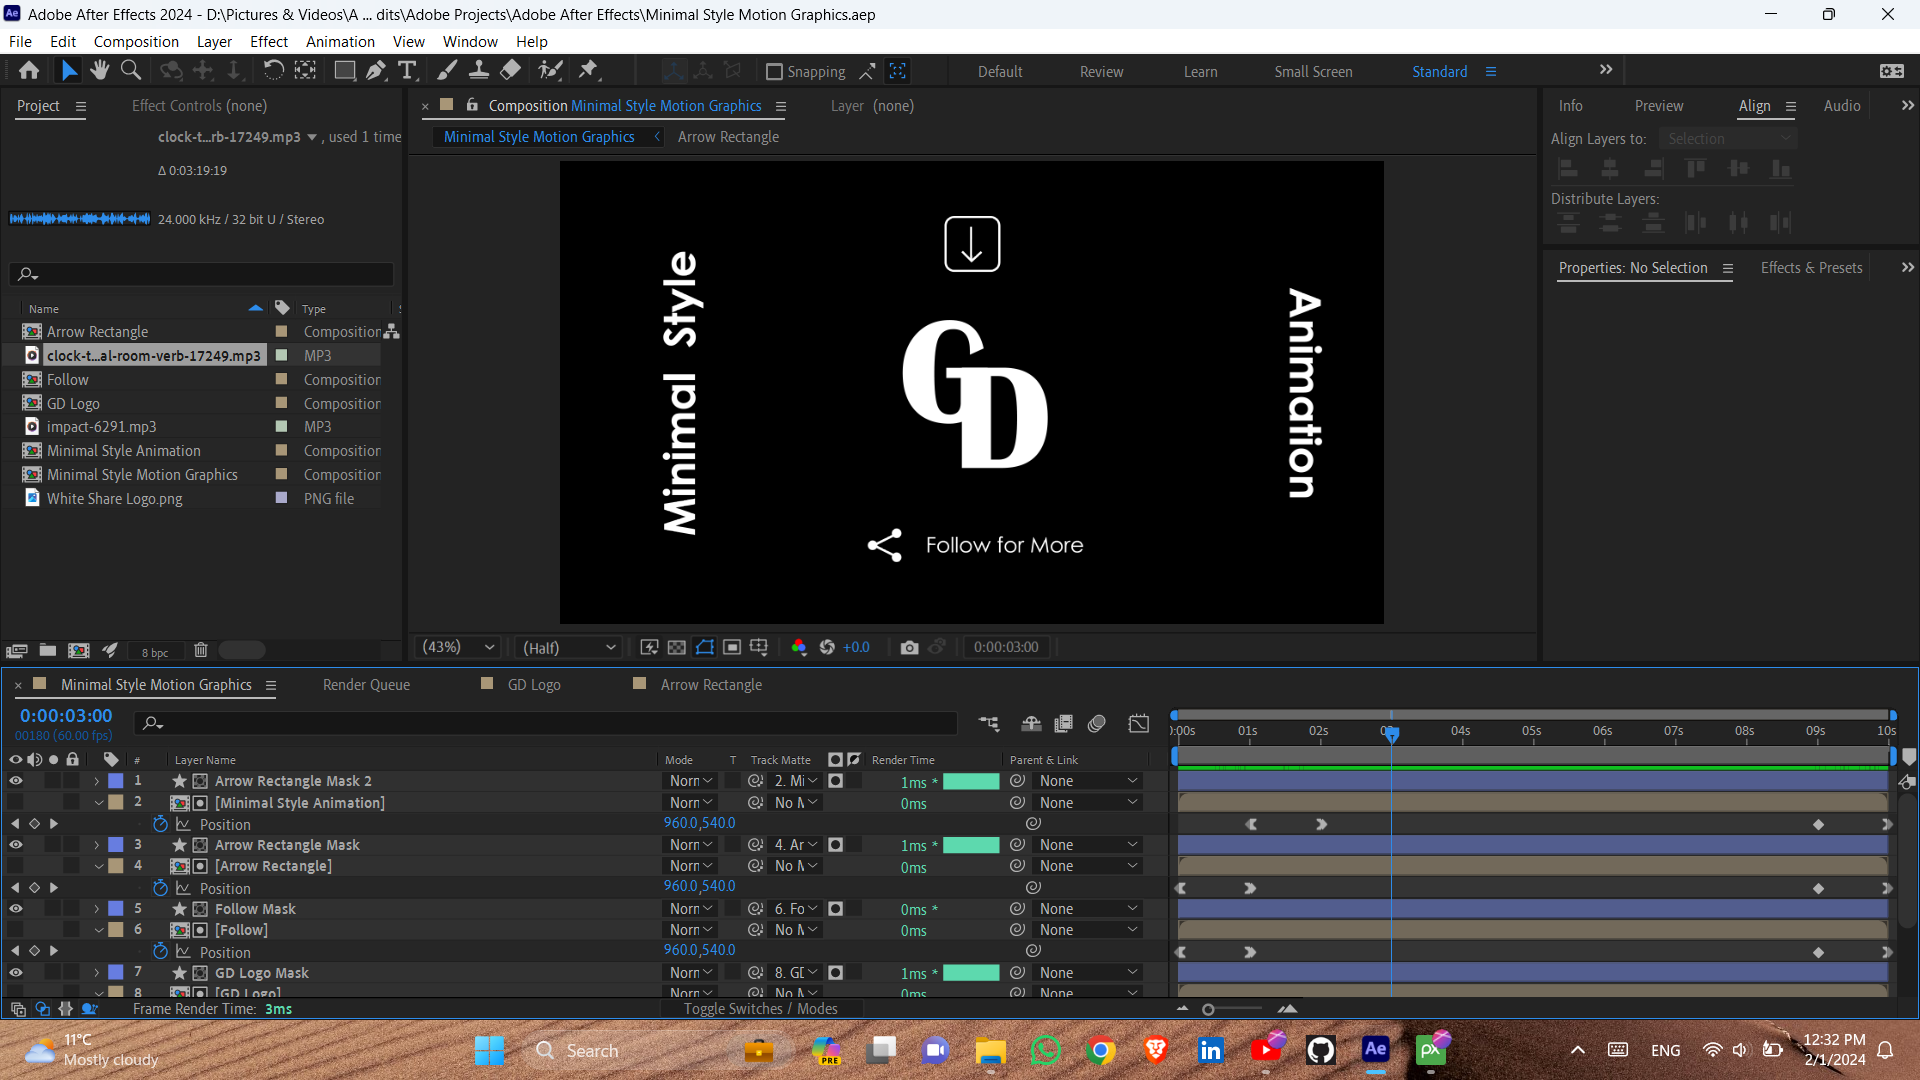 Adobe After Effects 2024 - D:\Pictures & Videos\A ... dits\Adobe Projects\Adobe After Effects\Minimal Style Motion Graphics.aep
File Edit Composition Layer Effect Animation View Window Help
Snapping Default Review Learn Small Screen Standard
Project Effect Controls (none)
clock-t...rb-17249.mp3 , used 1 time
Δ 0:03:19:19
24.000 kHz / 32 bit U / Stereo
Name Type
Arrow Rectangle Composition
clock-t...al-room-verb-17249.mp3 MP3
Follow Composition
GD Logo Composition
impact-6291.mp3 MP3
Minimal Style Animation Composition
Minimal Style Motion Graphics Composition
White Share Logo.png PNG file
8 bpc
Composition Minimal Style Motion Graphics Layer (none)
Minimal Style Motion Graphics Arrow Rectangle
Minimal Style
GD
Animation
Follow for More
(43%) (Half) +0.0 0:00:03:00
Info Preview Align Audio
Align Layers to: Selection
Distribute Layers:
Properties: No Selection Effects & Presets
Minimal Style Motion Graphics Render Queue GD Logo Arrow Rectangle
0:00:03:00
00180 (60.00 fps)
):00s 01s 02s 04s 05s 06s 07s 08s 09s 10s
# Layer Name Mode T Track Matte Render Time Parent & Link
1 Arrow Rectangle Mask 2 Norn 2. Mi 1ms * None
2 [Minimal Style Animation] Norn No 0ms None
Position 960.0,540.0
3 Arrow Rectangle Mask Norn 4. Ar 1ms * None
4 [Arrow Rectangle] Norn No 0ms None
Position 960.0,540.0
5 Follow Mask Norn 6. Fo 0ms * None
6 [Follow] Norn No 0ms None
Position 960.0,540.0
7 GD Logo Mask Norn 8. GD 1ms * None
8 [GD Logo] Norn No 0ms None
Frame Render Time: 3ms Toggle Switches / Modes
11°C
Mostly cloudy
Search
PRE
in
Ae
px
ENG
12:32 PM
2/1/2024